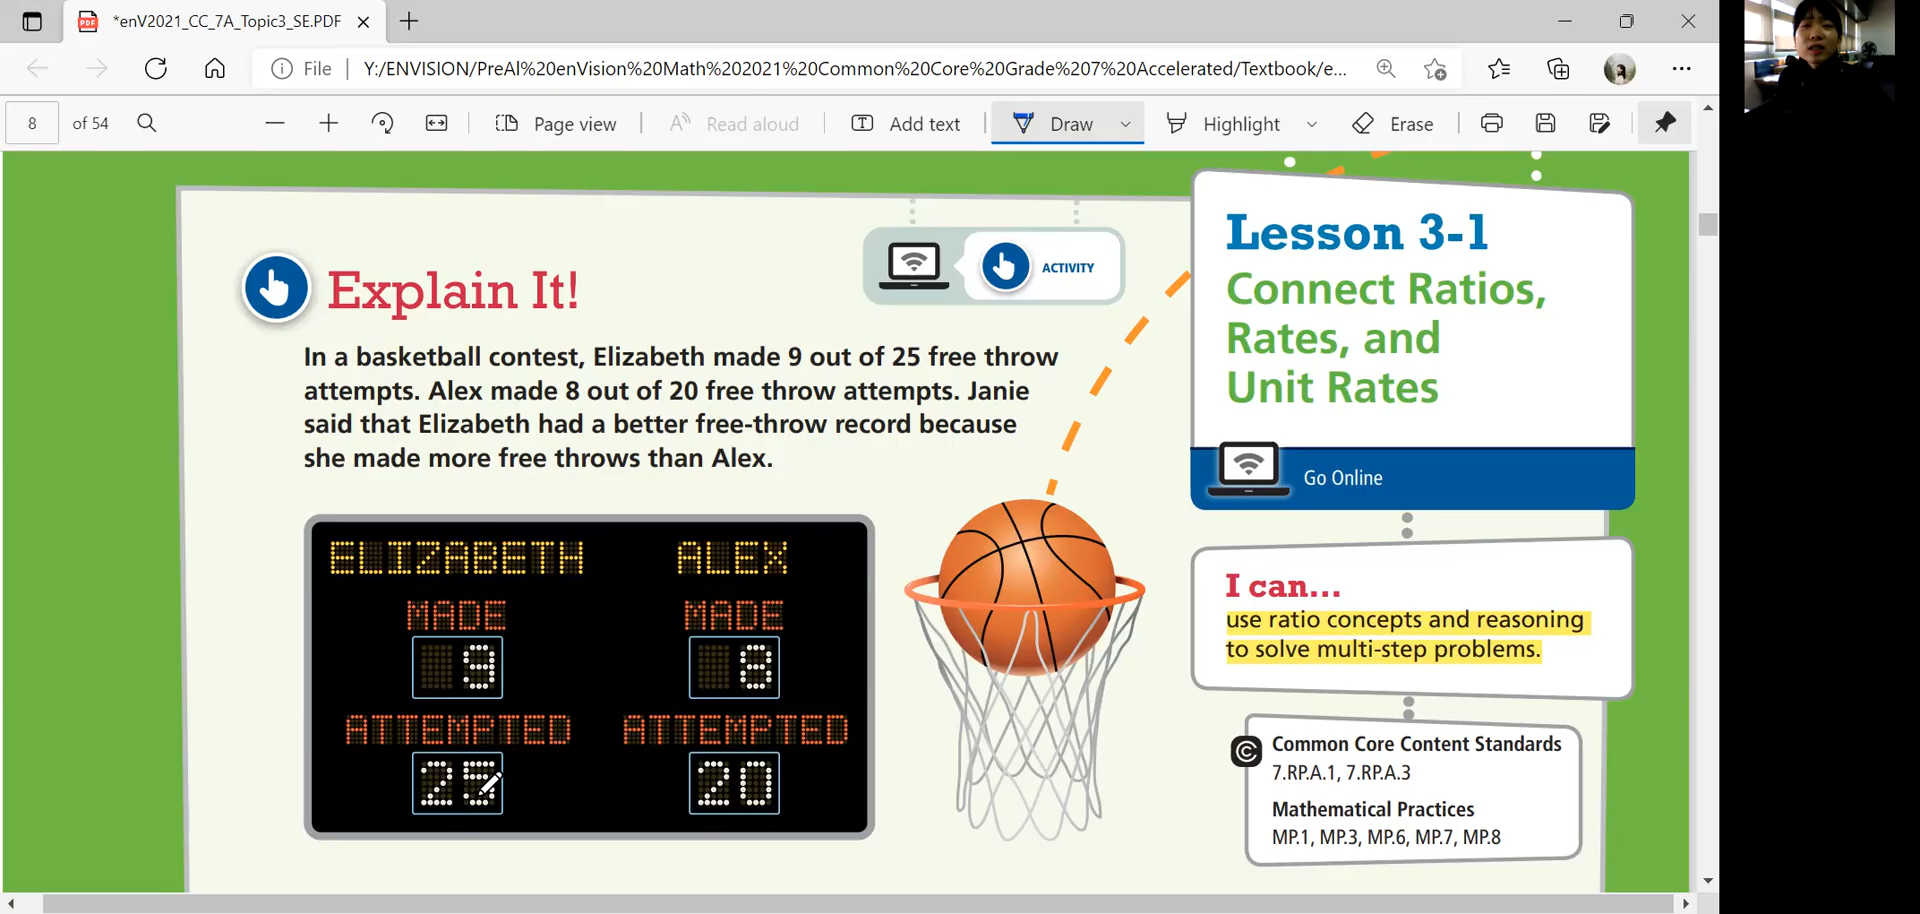 *enV2021_CC_7A_Topic3_SE.PDF
File
Y:/ENVISION/PreAl%20enVision%20Math%202021%20Common%20Core%20Grade%207%20Accelerated/Textbook/e...
8 of 54
Page view
Read aloud
Add text
Draw
Highlight
Erase
Explain It!
ACTIVITY
In a basketball contest, Elizabeth made 9 out of 25 free throw
attempts. Alex made 8 out of 20 free throw attempts. Janie
said that Elizabeth had a better free-throw record because
she made more free throws than Alex.
ELIZABETH ALEX
MADE MADE
9 8
ATTEMPTED ATTEMPTED
25 20
Lesson 3-1
Connect Ratios,
Rates, and
Unit Rates
Go Online
I can...
use ratio concepts and reasoning
to solve multi-step problems.
Common Core Content Standards
7.RP.A.1, 7.RP.A.3
Mathematical Practices
MP.1, MP.3, MP.6, MP.7, MP.8